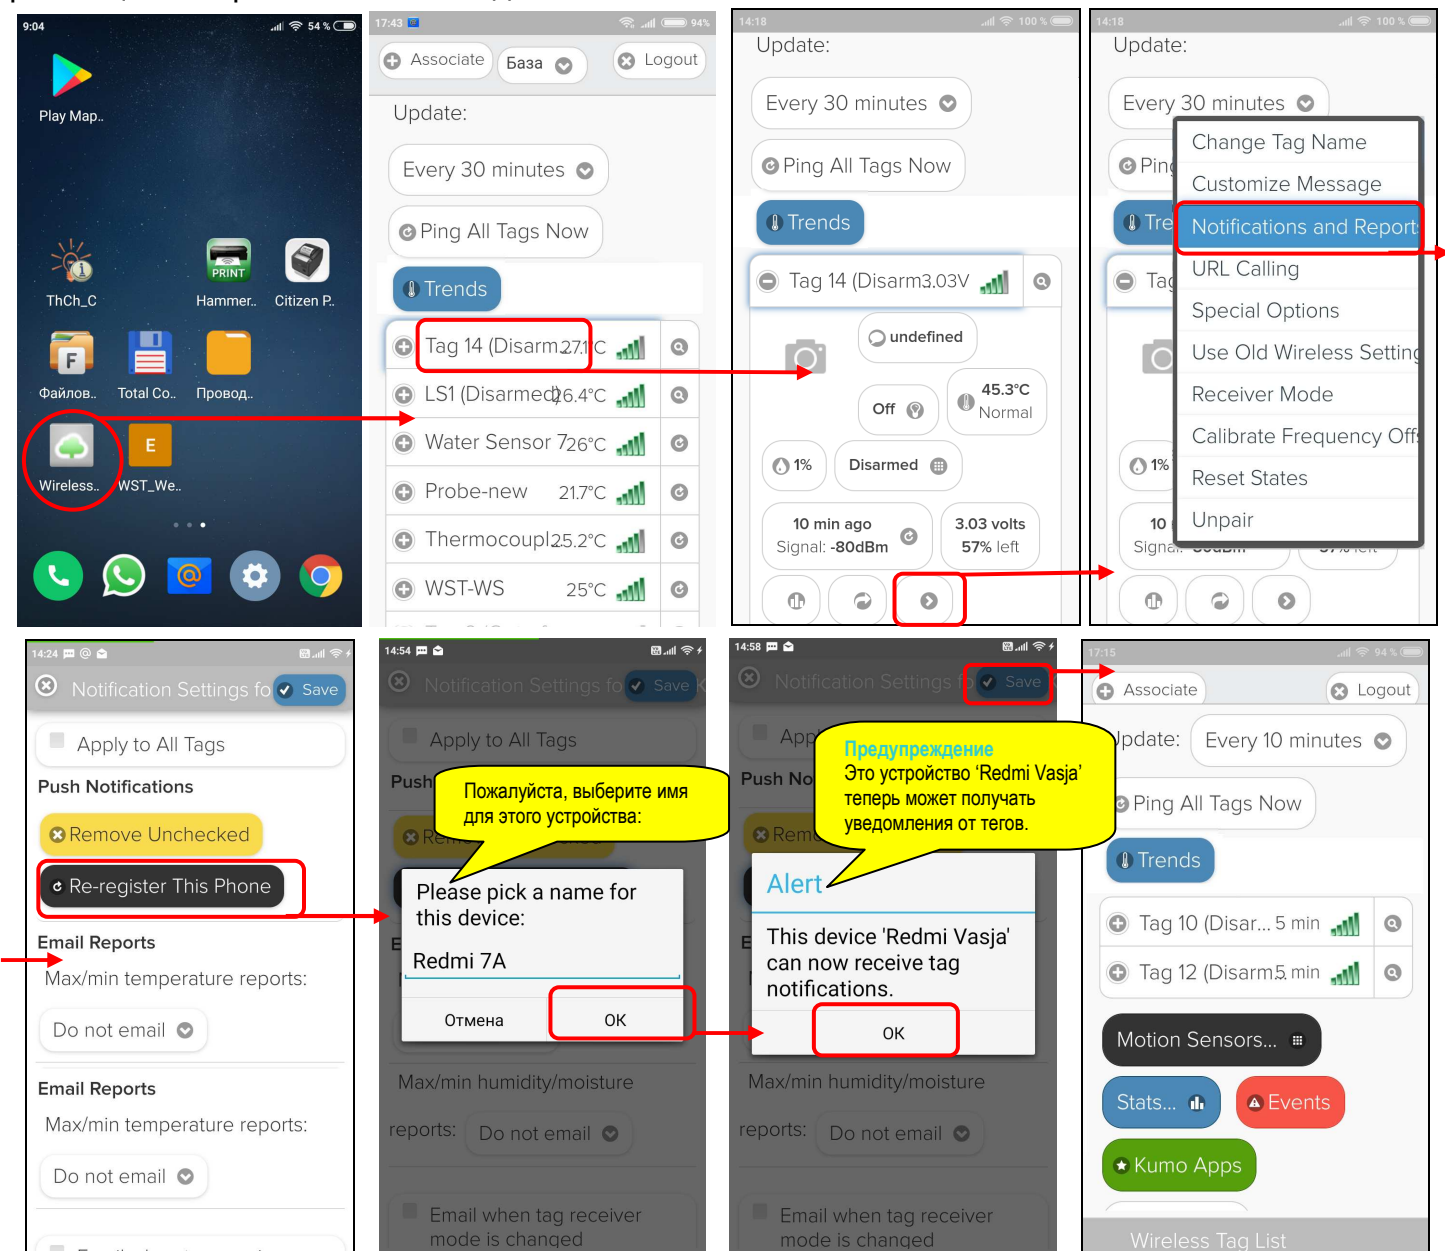 9:04
54 %
Play Мар..
ThCh_C
Hammer..
Citizen P..
PRINT
Файлов..
Total Co..
Провод..
Wireless..
WST_We..
E
17:43
94%
Associate
База
Logout
Update:
Every 30 minutes
Ping All Tags Now
Trends
Tag 14 (Disarm... 27.1°C
LS1 (Disarmed) 26.4°C
Water Sensor 7 26°C
Probe-new 21.7°C
Thermocoupl... 25.2°C
WST-WS 25°C
14:18
100 %
Update:
Every 30 minutes
Ping All Tags Now
Trends
Tag 14 (Disarm 3.03V
undefined
Off
45.3°C
Normal
1%
Disarmed
10 min ago
Signal: -80dBm
3.03 volts
57% left
14:18
100 %
Update:
Every 30 minutes
Ping
Tre
Tag
1%
10
Change Tag Name
Customize Message
Notifications and Reports
URL Calling
Special Options
Use Old Wireless Setting
Receiver Mode
Calibrate Frequency Offs
Reset States
Unpair
14:24
Notification Settings fo
Save
Apply to All Tags
Push Notifications
Remove Unchecked
Re-register This Phone
Email Reports
Max/min temperature reports:
Do not email
Email Reports
Max/min temperature reports:
Do not email
14:54
Notification Settings fo
Save
Apply to All Tags
Push
Пожалуйста, выберите имя
для этого устройства:
Please pick a name for
this device:
Redmi 7A
Отмена
ОК
Max/min humidity/moisture
reports:
Do not email
Email when tag receiver
mode is changed
14:58
Notification Settings fo
Save
App
Push No
Remo
Предупреждение
Это устройство ‘Redmi Vasja’
теперь может получать
уведомления от тегов.
Alert
This device 'Redmi Vasja'
can now receive tag
notifications.
ОК
Max/min humidity/moisture
reports:
Do not email
Email when tag receiver
mode is changed
17:15
94 %
Associate
Logout
Update:
Every 10 minutes
Ping All Tags Now
Trends
Tag 10 (Disar... 5 min
Tag 12 (Disarm... 5 min
Motion Sensors...
Stats...
Events
Kumo Apps
Wireless Tag List